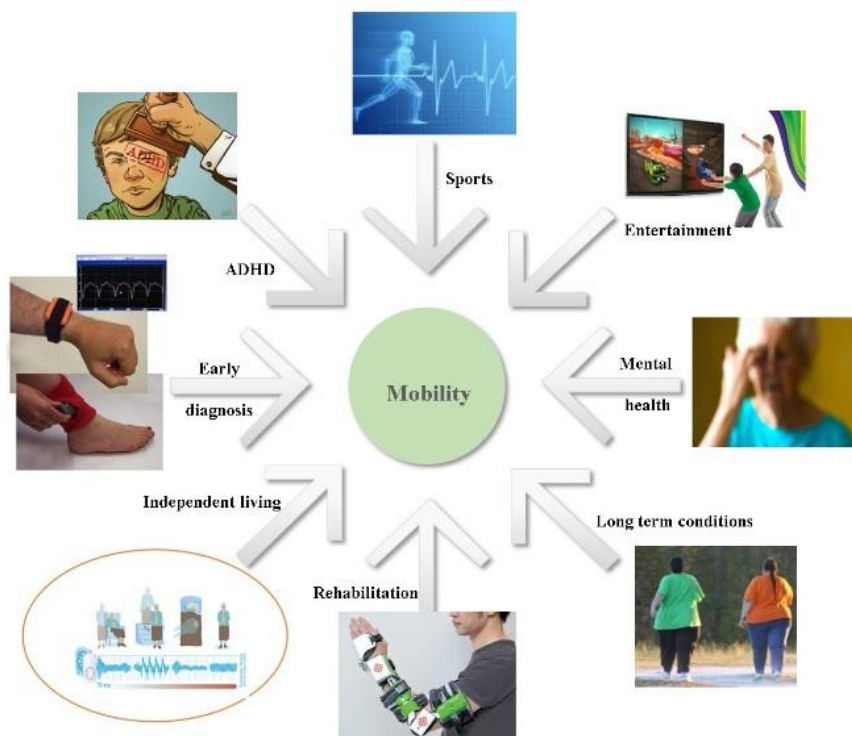 Sports
ADHD
Entertainment
ADHD
Early
diagnosis
Mobility
Mental
health
Independent living
Long term conditions
Rehabilitation